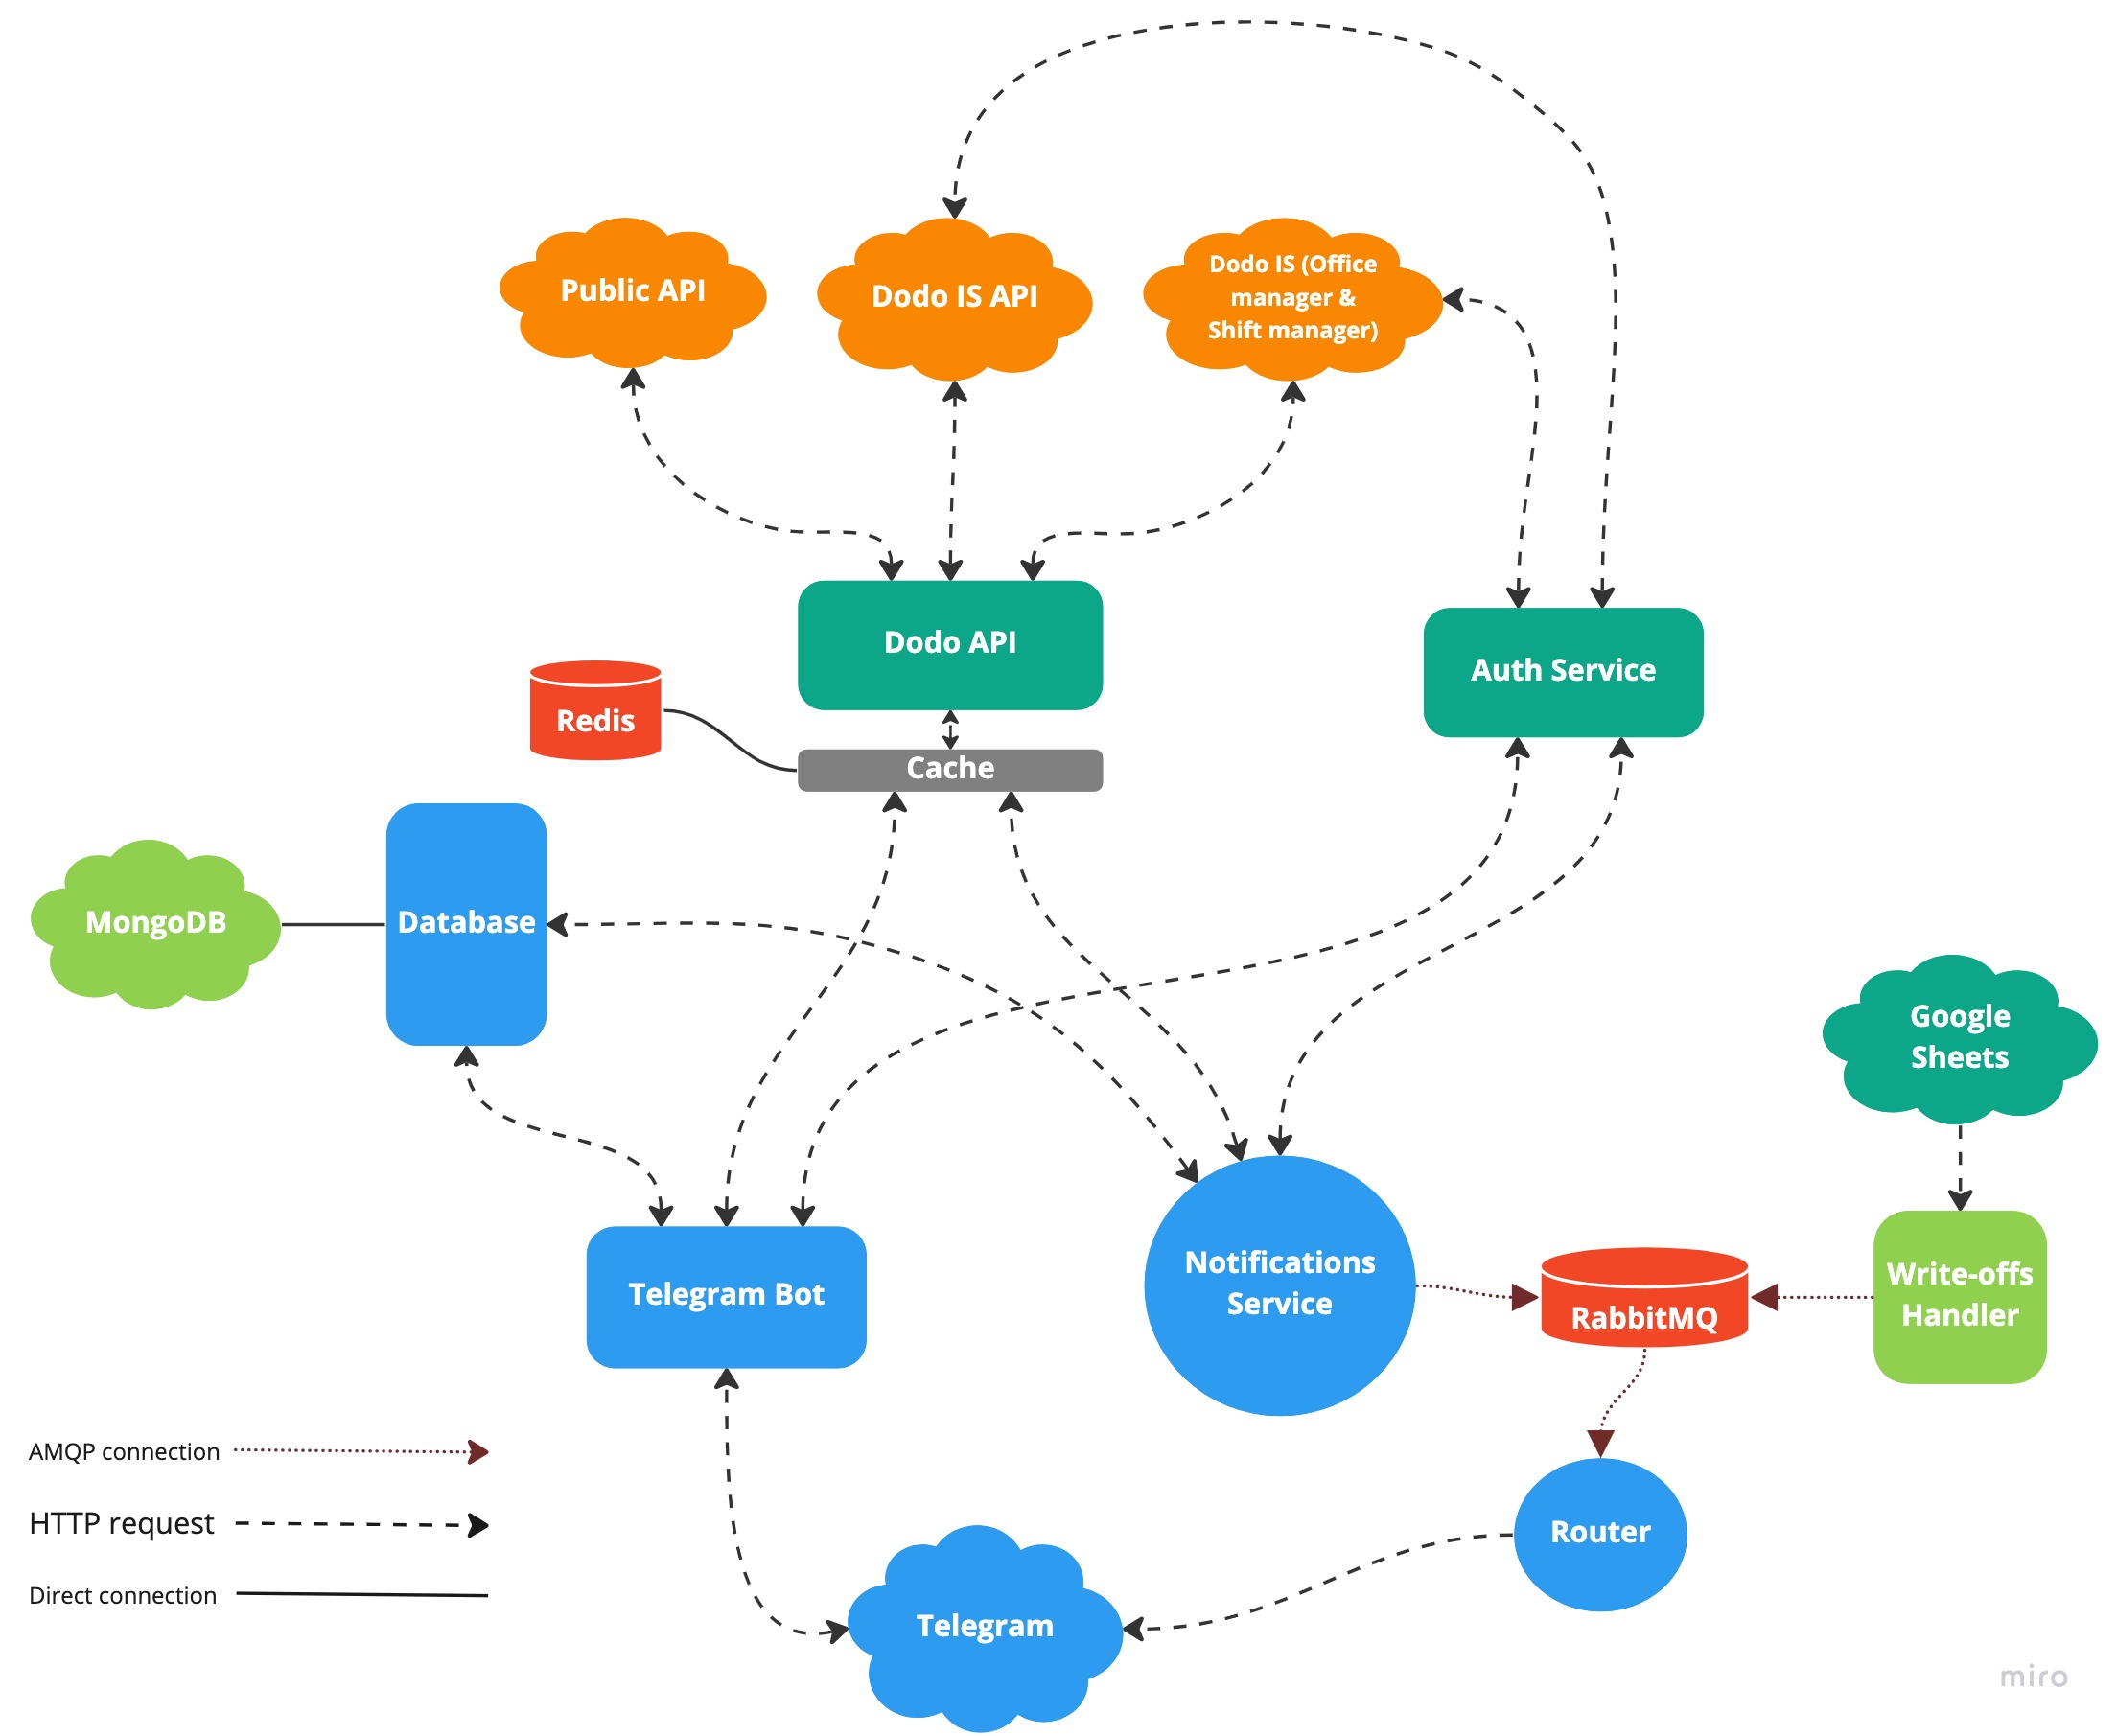 Public API
Dodo IS API
Dodo IS (Office
manager &
Shift manager)
Dodo API
Auth Service
Redis
Cache
MongoDB
Database
Google
Sheets
Telegram Bot
Notifications
Service
RabbitMQ
Write-offs
Handler
AMQP connection
HTTP request
Direct connection
Router
Telegram
miro